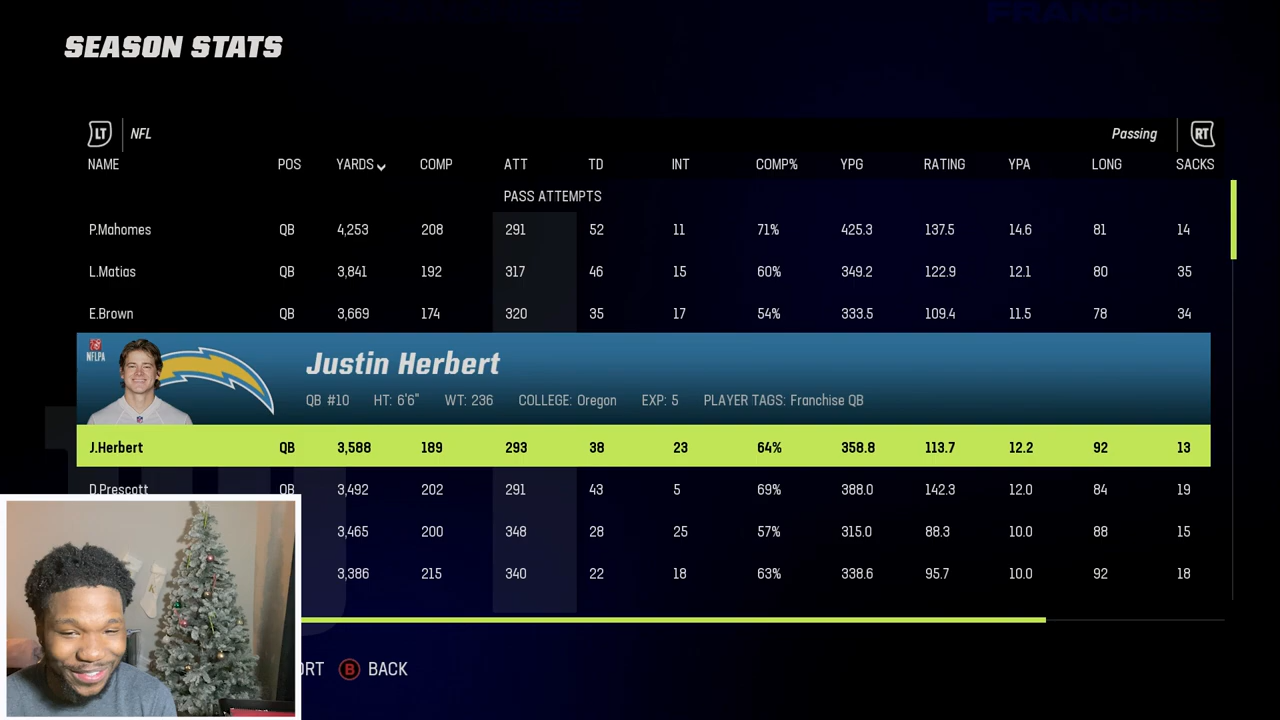 SEASON STATS
LT NFL Passing RT
NAME POS YARDS COMP ATT TD INT COMP% YPG RATING YPA LONG SACKS
PASS ATTEMPTS
P.Mahomes QB 4,253 208 291 52 11 71% 425.3 137.5 14.6 81 14
L.Matias QB 3,841 192 317 46 15 60% 349.2 122.9 12.1 80 35
E.Brown QB 3,669 174 320 35 17 54% 333.5 109.4 11.5 78 34
NFLPA
Justin Herbert
QB #10 HT: 6'6" WT: 236 COLLEGE: Oregon EXP: 5 PLAYER TAGS: Franchise QB
J.Herbert QB 3,588 189 293 38 23 64% 358.8 113.7 12.2 92 13
D.Prescott QB 3,492 202 291 43 5 69% 388.0 142.3 12.0 84 19
3,465 200 348 28 25 57% 315.0 88.3 10.0 88 15
3,386 215 340 22 18 63% 338.6 95.7 10.0 92 18
B BACK